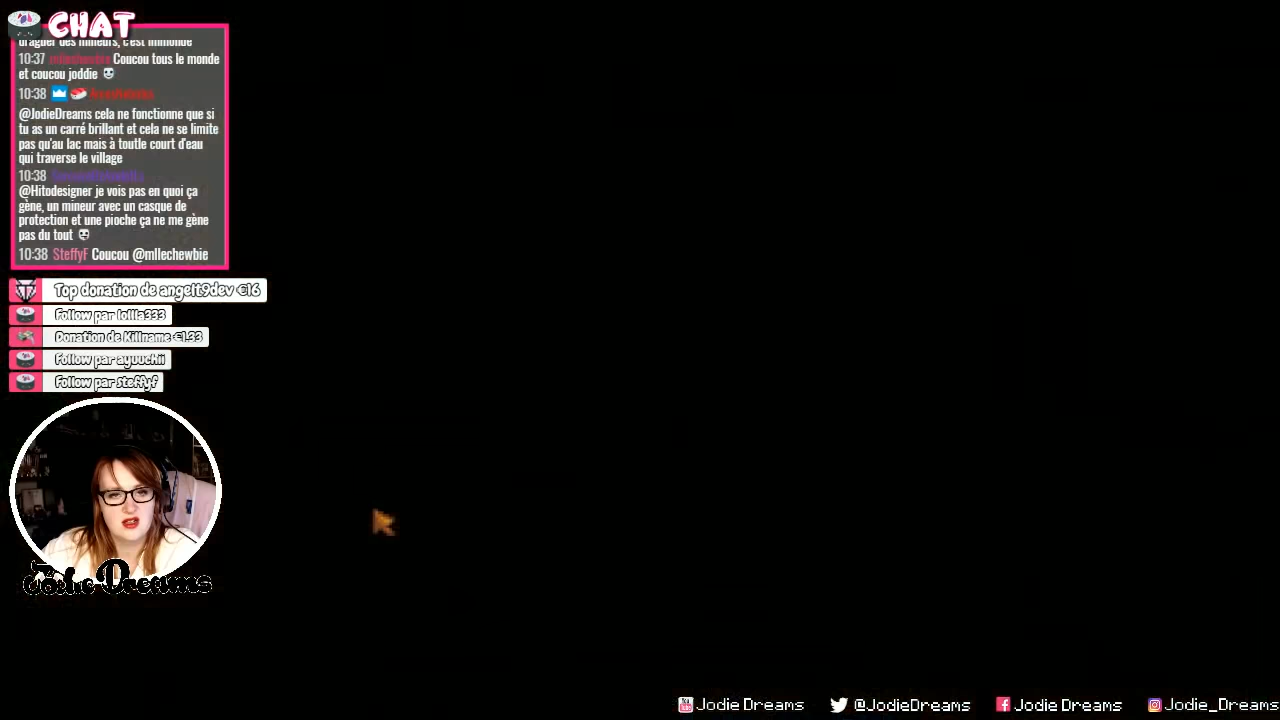 CHAT
draguer des mineurs, c'est immonde
10:37 mllechewbie Coucou tous le monde
et coucou joddie
10:38
@JodieDreams cela ne fonctionne que si
tu as un carré brillant et cela ne se limite
pas qu'au lac mais à toutle court d'eau
qui traverse le village
10:38
@Hitodesigner je vois pas en quoi ça
gène, un mineur avec un casque de
protection et une pioche ça ne me gène
pas du tout
10:38 SteffyF Coucou @mllechewbie
Top donation de angett9dev €16
Follow par lollla333
Donation de Killname €1.33
Follow par ayuuchii
Follow par steffyf
Jodie Dreams
Jodie Dreams
@JodieDreams
Jodie Dreams
Jodie_Dreams